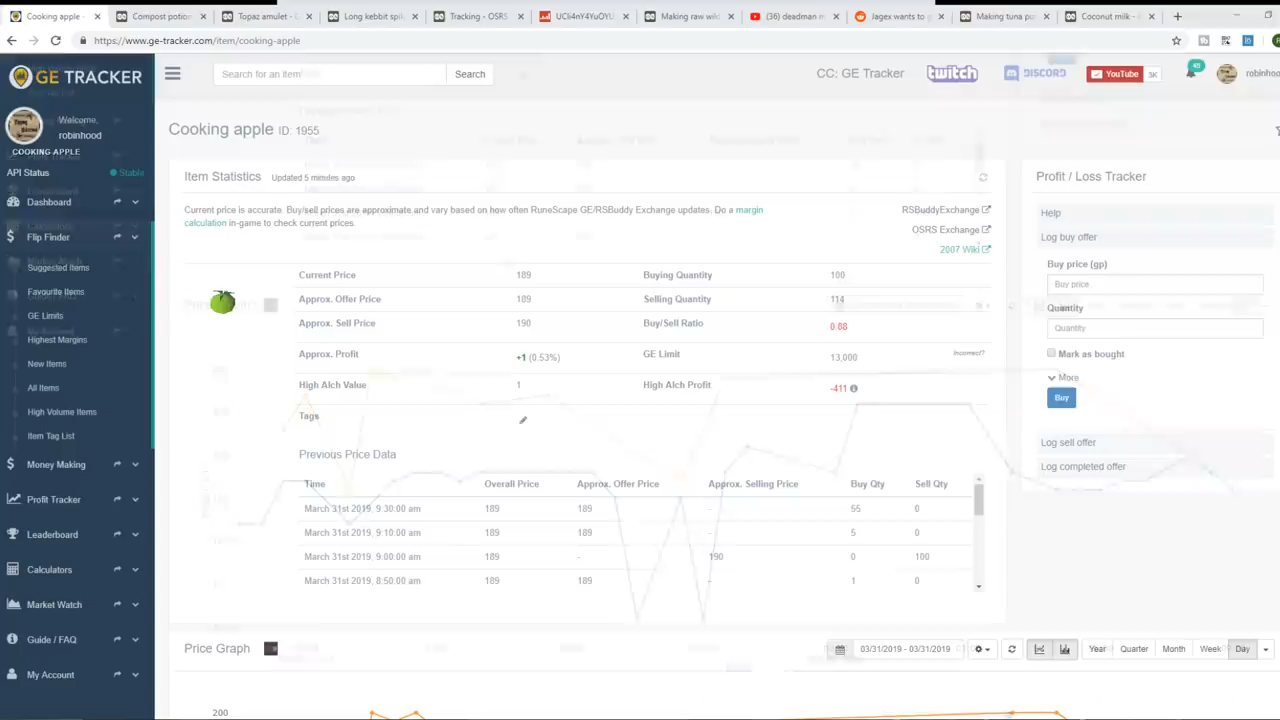 Cooking apple -
Compost potion
Topaz amulet -
Long kebbit spik
Tracking - OSRS
UCIi4nY4YuQYU
Making raw wild
(36) deadman m
Jagex wants to g
Making tuna pot
Coconut milk -
https://www.ge-tracker.com/item/cooking-apple
GE TRACKER
Search for an item
Search
CC: GE Tracker
twitch
DISCORD
YouTube 3K
robinhood
Welcome,
robinhood
COOKING APPLE
API Status
Stable
Dashboard
Flip Finder
Suggested Items
Favourite Items
GE Limits
Highest Margins
New Items
All Items
High Volume Items
Item Tag List
Money Making
Profit Tracker
Leaderboard
Calculators
Market Watch
Guide / FAQ
My Account
Cooking apple ID: 1955
Item Statistics Updated 5 minutes ago
Current price is accurate. Buy/sell prices are approximate and vary based on how often RuneScape GE/RSBuddy Exchange updates. Do a margin
calculation in-game to check current prices.
RSBuddyExchange
OSRS Exchange
2007 Wiki
Current Price 189 Buying Quantity 100
Approx. Offer Price 189 Selling Quantity 114
Approx. Sell Price 190 Buy/Sell Ratio 0.88
Approx. Profit +1 (0.53%) GE Limit 13,000 Incorrect?
High Alch Value 1 High Alch Profit -411
Tags
Previous Price Data
Time Overall Price Approx. Offer Price Approx. Selling Price Buy Qty Sell Qty
March 31st 2019, 9:30:00 am 189 189 - 55 0
March 31st 2019, 9:10:00 am 189 189 - 5 0
March 31st 2019, 9:00:00 am 189 - 190 0 100
March 31st 2019, 8:50:00 am 189 189 - 1 0
Profit / Loss Tracker
Help
Log buy offer
Buy price (gp)
Buy price
Quantity
Quantity
Mark as bought
More
Buy
Log sell offer
Log completed offer
Price Graph
03/31/2019 - 03/31/2019
Year Quarter Month Week Day
200